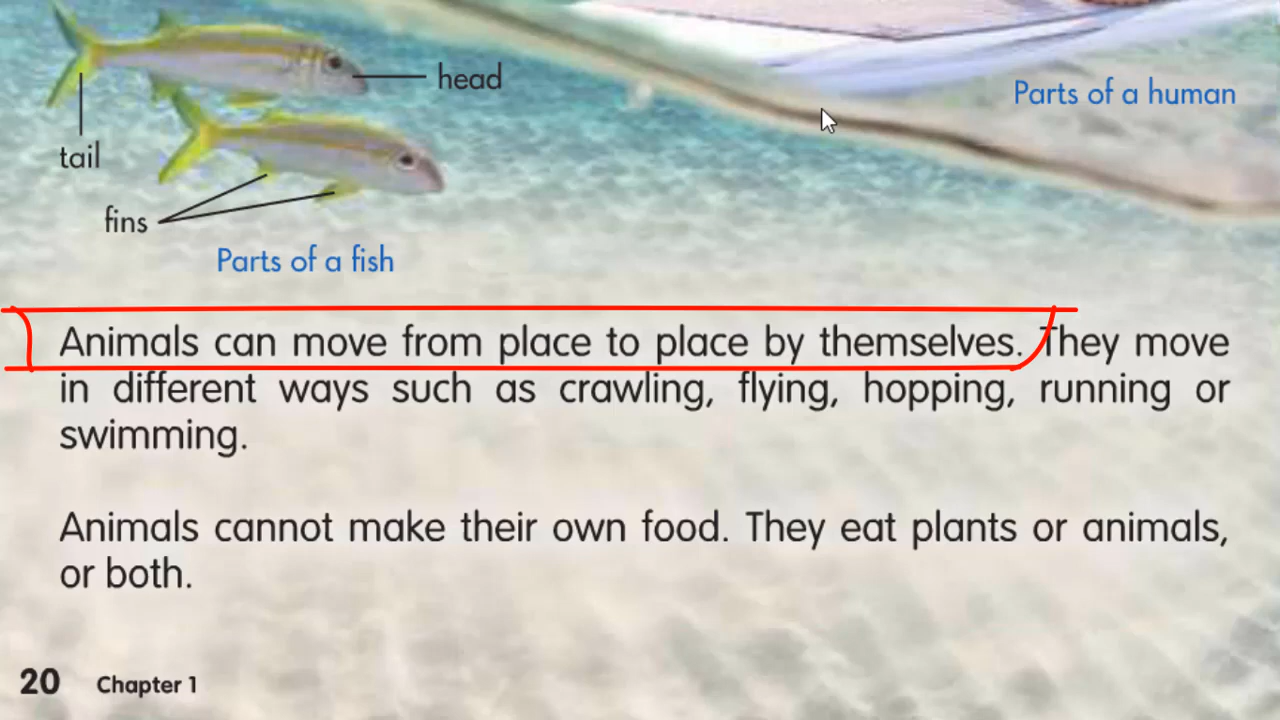 head
Parts of a human
tail
fins
Parts of a fish
Animals can move from place to place by themselves. They move
in different ways such as crawling, flying, hopping, running or
swimming.
Animals cannot make their own food. They eat plants or animals,
or both.
20 Chapter 1